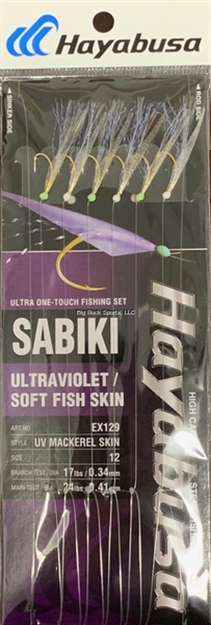 Hayabusa
SINKER SIDE
ROD SIDE
Big Rock Sports, LLC
ULTRA ONE-TOUCH FISHING SET
SABIKI
ULTRAVIOLET /
SOFT FISH SKIN
ART NO EX129
STYLE UV MACKEREL SKIN
SIZE 12
BRANCH TEST / DIA 17lbs / 0.34mm
MAIN TEST / DIA 24lbs / 0.41mm
Hayabusa
HIGH